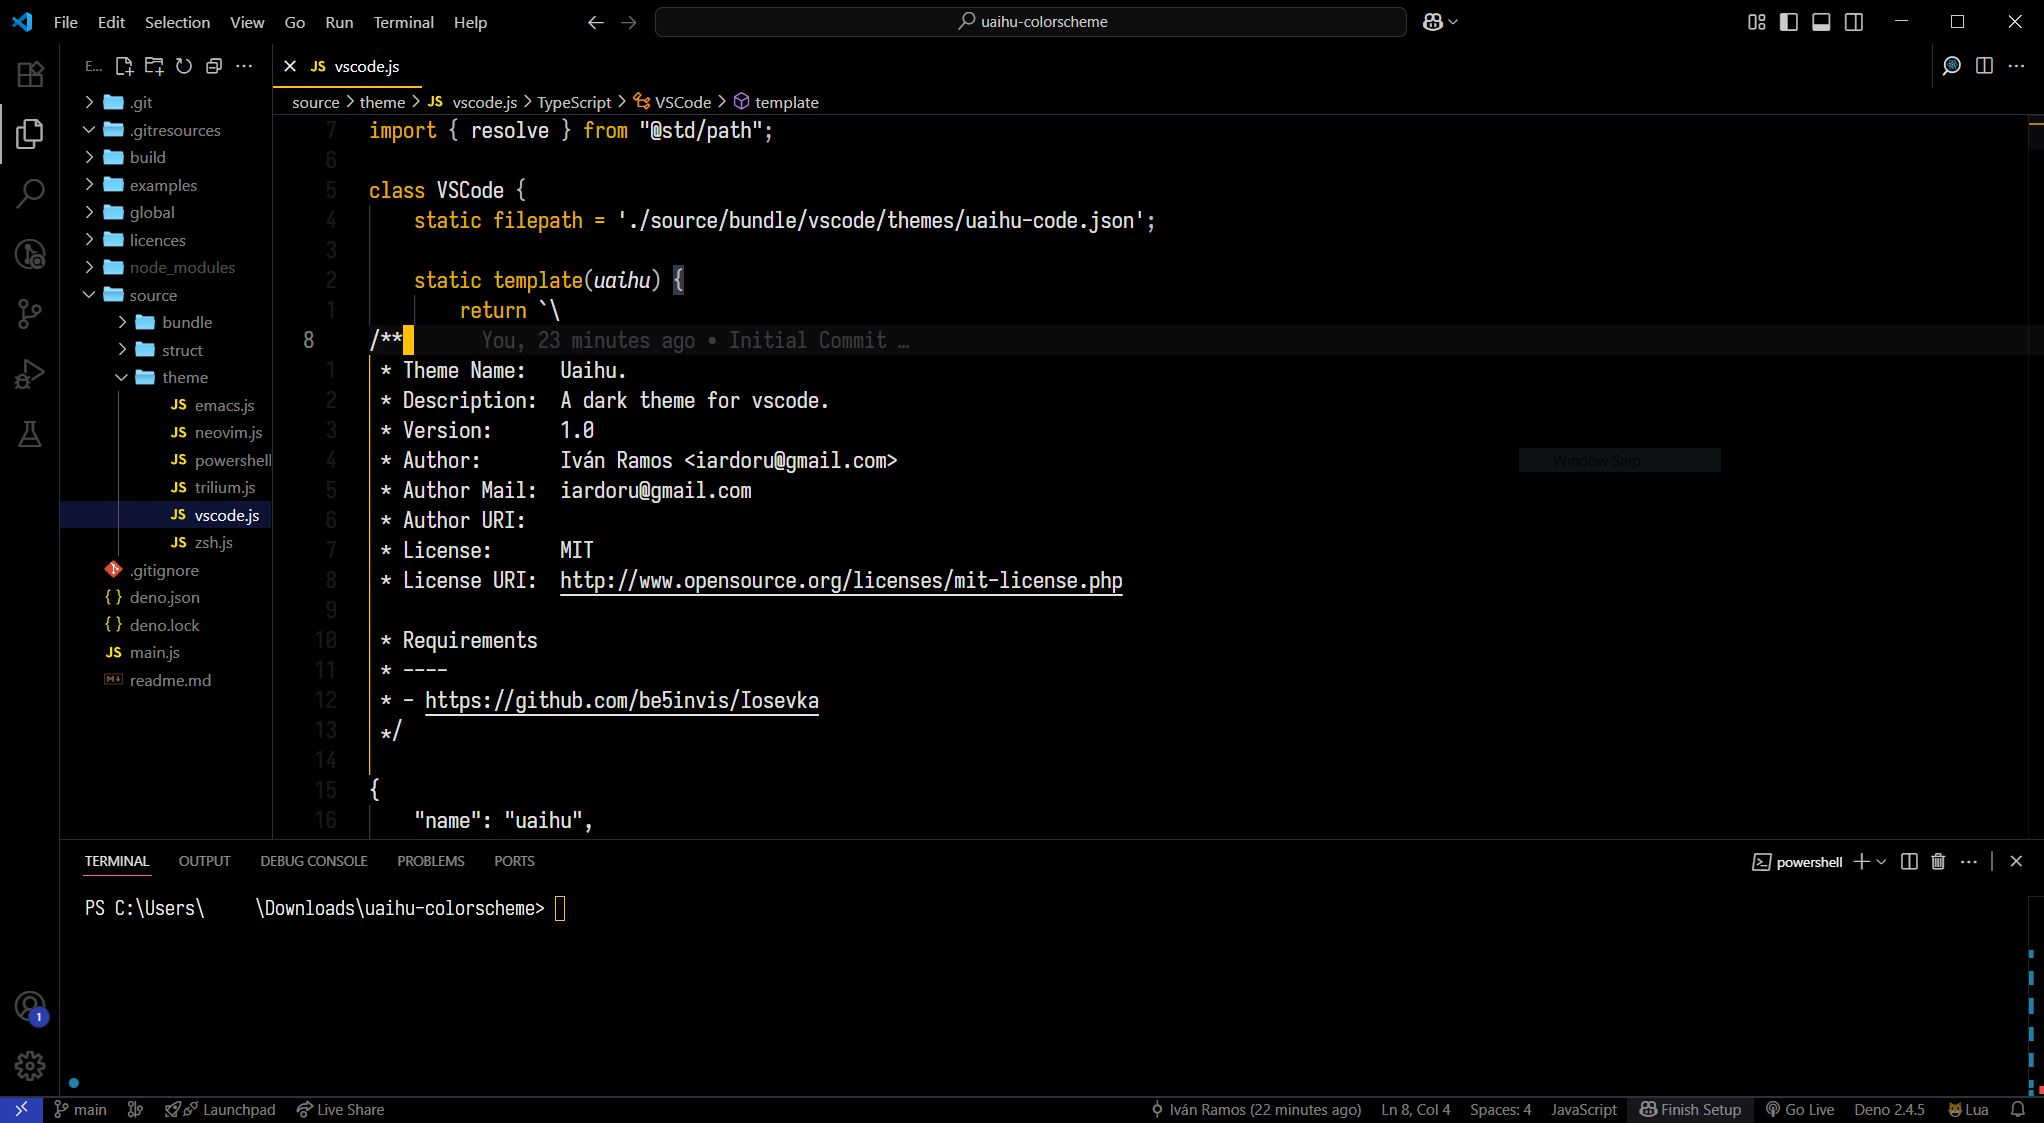 File Edit Selection View Go Run Terminal Help uaihu-colorscheme
E... JS vscode.js
source > theme > JS vscode.js > TypeScript > VSCode > template
.git
.gitresources
build
examples
global
licences
node_modules
source
bundle
struct
theme
JS emacs.js
JS neovim.js
JS powershell
JS trilium.js
JS vscode.js
JS zsh.js
.gitignore
{ } deno.json
{ } deno.lock
JS main.js
readme.md
7 import { resolve } from "@std/path";
6
5 class VSCode {
4 static filepath = './source/bundle/vscode/themes/uaihu-code.json';
3
2 static template(uaihu) {
1 return `\
8 /** You, 23 minutes ago • Initial Commit …
1 * Theme Name: Uaihu.
2 * Description: A dark theme for vscode.
3 * Version: 1.0
4 * Author: Iván Ramos <iardoru@gmail.com>
5 * Author Mail: iardoru@gmail.com
6 * Author URI:
7 * License: MIT
8 * License URI: http://www.opensource.org/licenses/mit-license.php
9
10 * Requirements
11 * ----
12 * - https://github.com/be5invis/Iosevka
13 */
14
15 {
16 "name": "uaihu",
Window Snip
TERMINAL OUTPUT DEBUG CONSOLE PROBLEMS PORTS powershell
PS C:\Users\ \Downloads\uaihu-colorscheme>
1
main Launchpad Live Share Iván Ramos (22 minutes ago) Ln 8, Col 4 Spaces: 4 JavaScript Finish Setup Go Live Deno 2.4.5 Lua